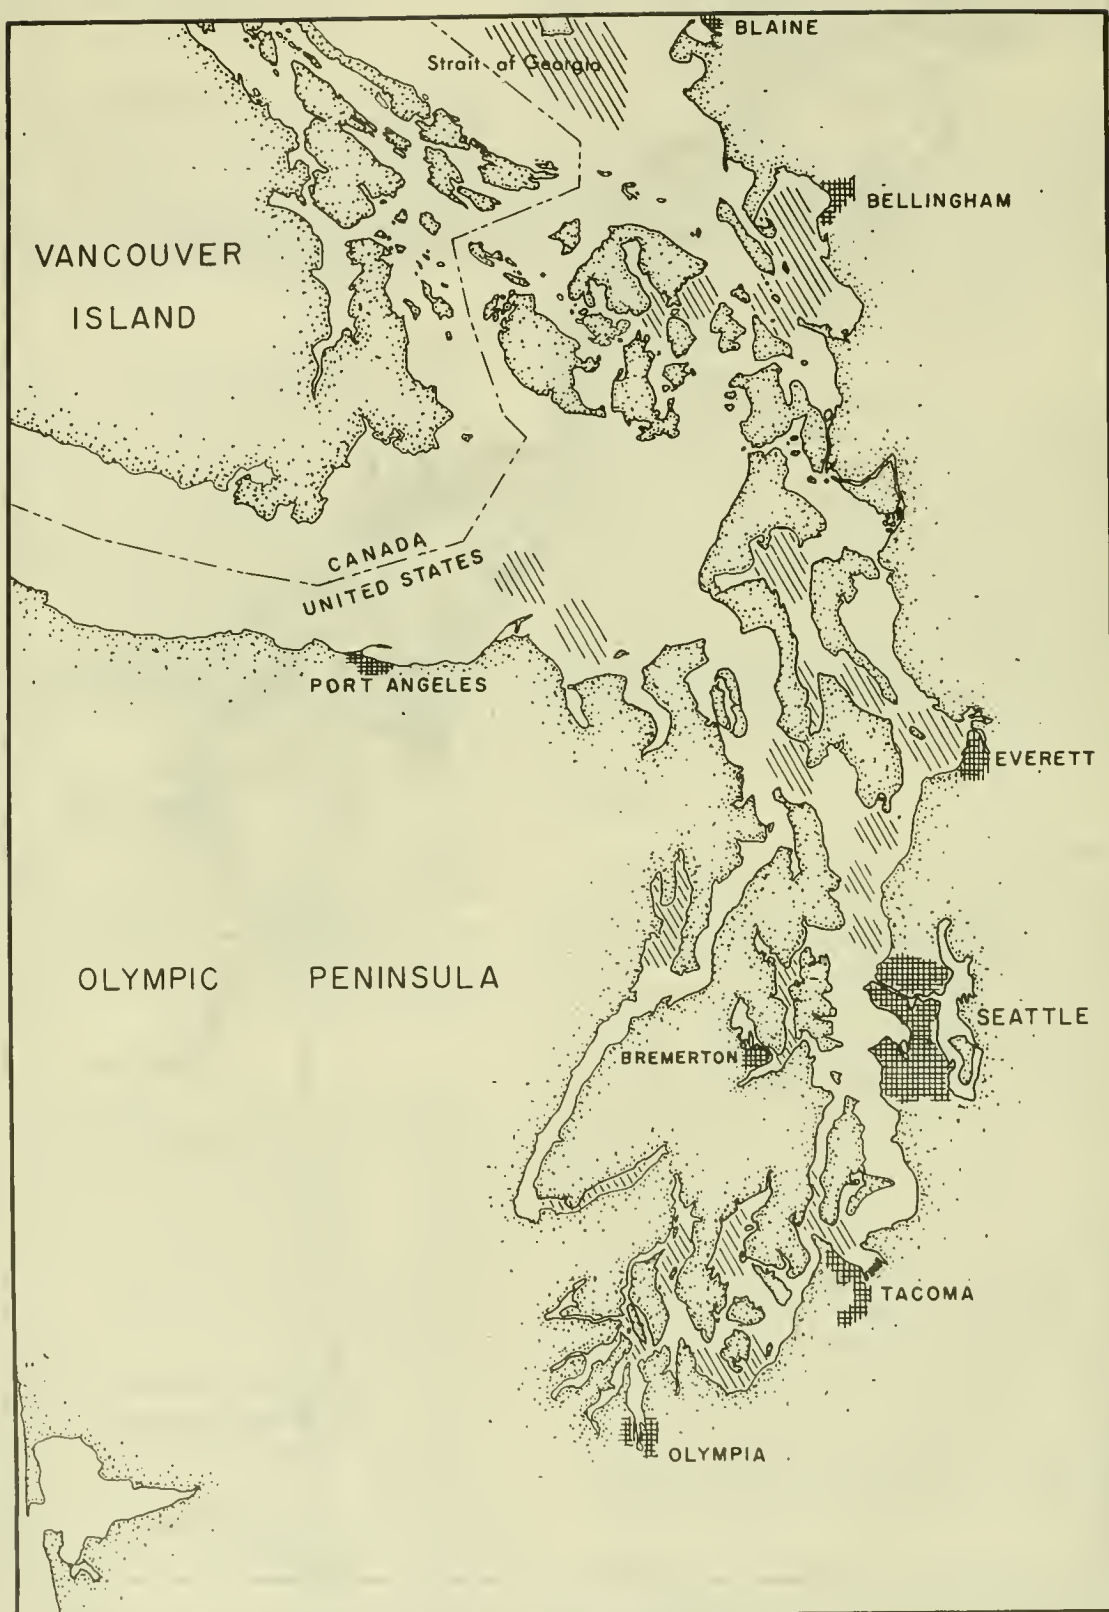 BLAINE
Strait of Georgia
BELLINGHAM
VANCOUVER
ISLAND
CANADA
UNITED STATES
PORT ANGELES
EVERETT
OLYMPIC PENINSULA
SEATTLE
BREMERTON
TACOMA
OLYMPIA